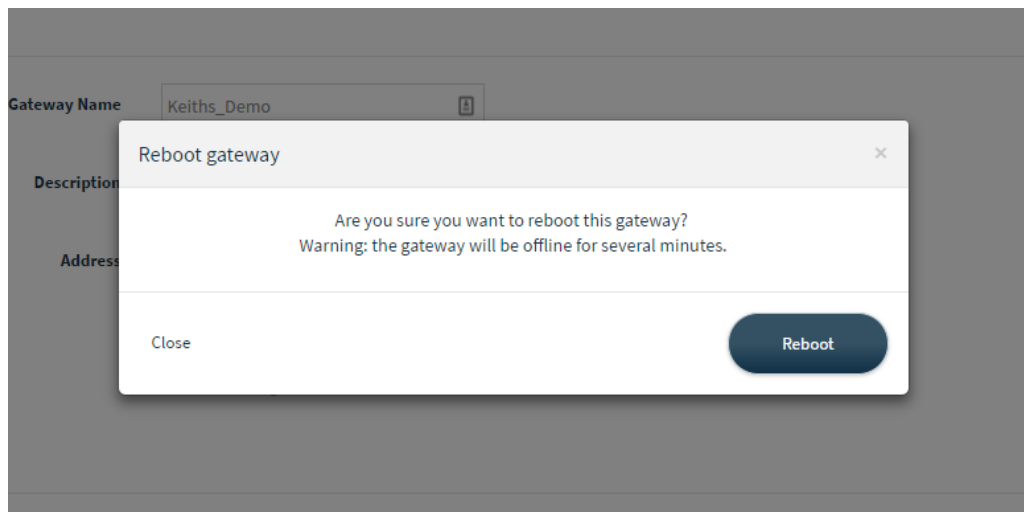 Gateway Name
Keiths_Demo
Reboot gateway
×
Description
Are you sure you want to reboot this gateway?
Warning: the gateway will be offline for several minutes.
Address
Close
Reboot